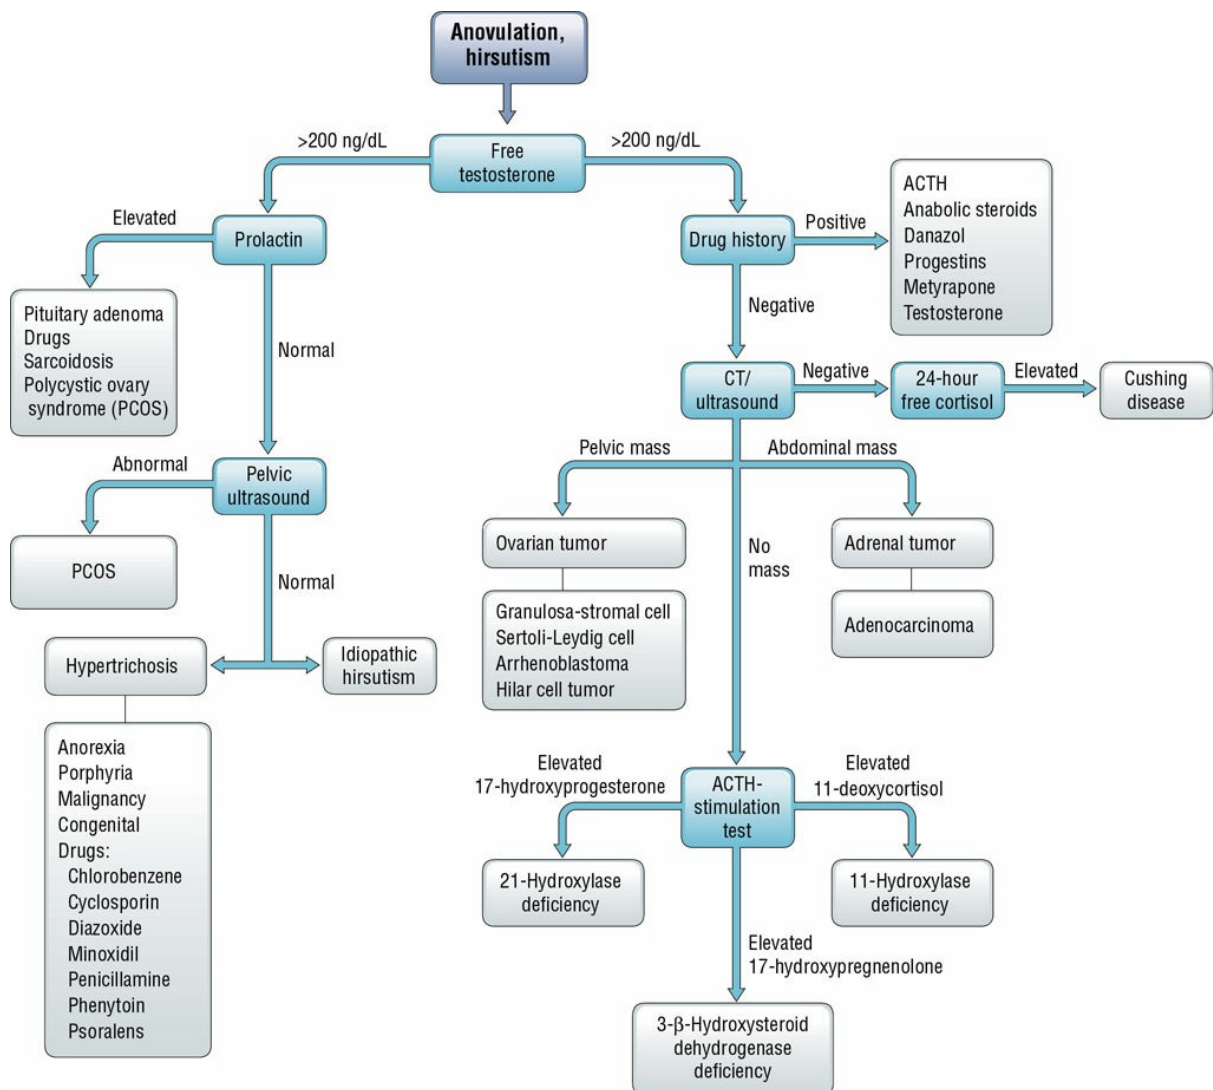 Anovulation,
hirsutism
>200 ng/dL
Free
testosterone
>200 ng/dL
Elevated
Prolactin
Drug history
Positive
ACTH
Anabolic steroids
Danazol
Progestins
Metyrapone
Testosterone
Pituitary adenoma
Drugs
Sarcoidosis
Polycystic ovary
syndrome (PCOS)
Normal
Negative
CT/
ultrasound
Negative
24-hour
free cortisol
Elevated
Cushing
disease
Abnormal
Pelvic
ultrasound
Pelvic mass
Abdominal mass
PCOS
Normal
Ovarian tumor
No
mass
Adrenal tumor
Granulosa-stromal cell
Sertoli-Leydig cell
Arrhenoblastoma
Hilar cell tumor
Adenocarcinoma
Hypertrichosis
Idiopathic
hirsutism
Anorexia
Porphyria
Malignancy
Congenital
Drugs:
Chlorobenzene
Cyclosporin
Diazoxide
Minoxidil
Penicillamine
Phenytoin
Psoralens
Elevated
17-hydroxyprogesterone
ACTH-
stimulation
test
Elevated
11-deoxycortisol
21-Hydroxylase
deficiency
11-Hydroxylase
deficiency
Elevated
17-hydroxypregnenolone
3-β-Hydroxysteroid
dehydrogenase
deficiency